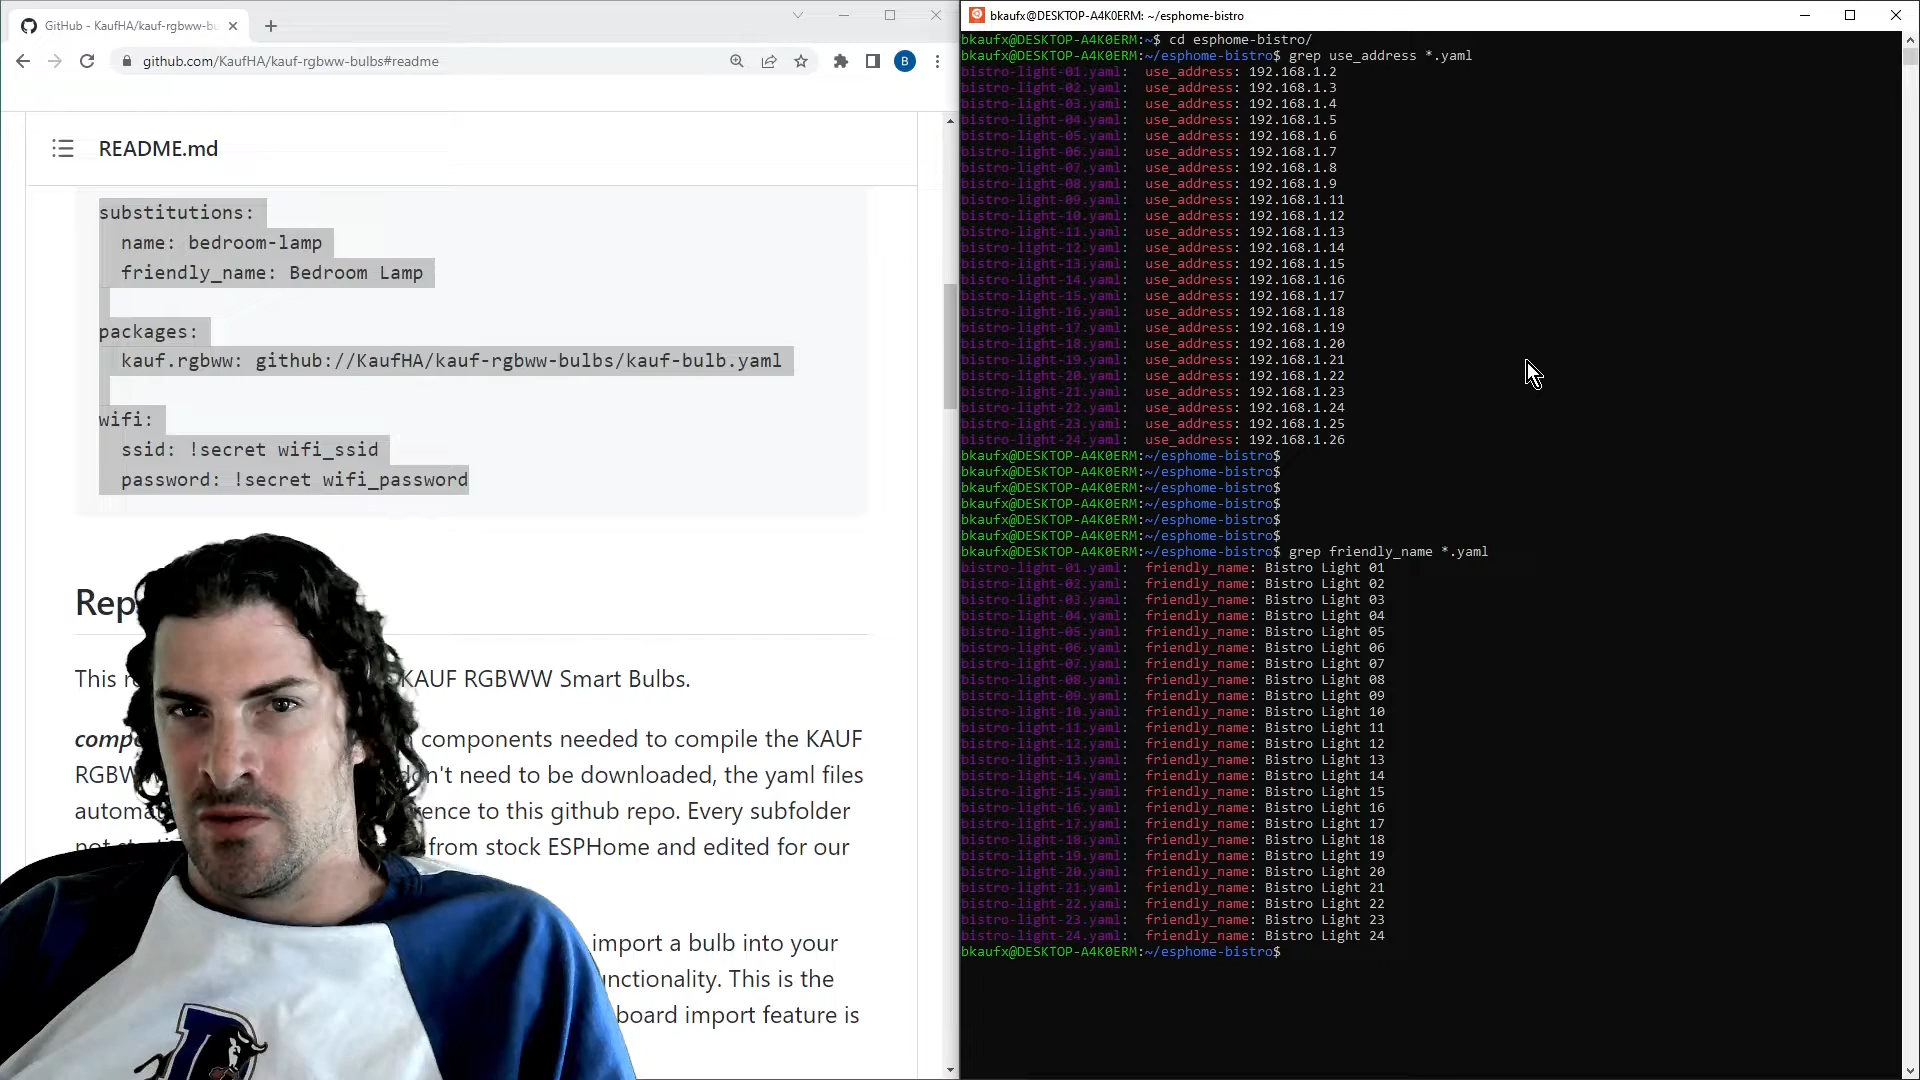 GitHub - KaufHA/kauf-rgbww-bu
github.com/KaufHA/kauf-rgbww-bulbs#readme
B
README.md
substitutions:
name: bedroom-lamp
friendly_name: Bedroom Lamp
packages:
kauf.rgbww: github://KaufHA/kauf-rgbww-bulbs/kauf-bulb.yaml
wifi:
ssid: !secret wifi_ssid
password: !secret wifi_password
Rep
This r KAUF RGBWW Smart Bulbs.
comp components needed to compile the KAUF
RGBW don't need to be downloaded, the yaml files
automa rence to this github repo. Every subfolder
not st from stock ESPHome and edited for our
import a bulb into your
unctionality. This is the
board import feature is
D
bkaufx@DESKTOP-A4K0ERM: ~/esphome-bistro
bkaufx@DESKTOP-A4K0ERM:~$ cd esphome-bistro/
bkaufx@DESKTOP-A4K0ERM:~/esphome-bistro$ grep use_address *.yaml
bistro-light-01.yaml: use_address: 192.168.1.2
bistro-light-02.yaml: use_address: 192.168.1.3
bistro-light-03.yaml: use_address: 192.168.1.4
bistro-light-04.yaml: use_address: 192.168.1.5
bistro-light-05.yaml: use_address: 192.168.1.6
bistro-light-06.yaml: use_address: 192.168.1.7
bistro-light-07.yaml: use_address: 192.168.1.8
bistro-light-08.yaml: use_address: 192.168.1.9
bistro-light-09.yaml: use_address: 192.168.1.11
bistro-light-10.yaml: use_address: 192.168.1.12
bistro-light-11.yaml: use_address: 192.168.1.13
bistro-light-12.yaml: use_address: 192.168.1.14
bistro-light-13.yaml: use_address: 192.168.1.15
bistro-light-14.yaml: use_address: 192.168.1.16
bistro-light-15.yaml: use_address: 192.168.1.17
bistro-light-16.yaml: use_address: 192.168.1.18
bistro-light-17.yaml: use_address: 192.168.1.19
bistro-light-18.yaml: use_address: 192.168.1.20
bistro-light-19.yaml: use_address: 192.168.1.21
bistro-light-20.yaml: use_address: 192.168.1.22
bistro-light-21.yaml: use_address: 192.168.1.23
bistro-light-22.yaml: use_address: 192.168.1.24
bistro-light-23.yaml: use_address: 192.168.1.25
bistro-light-24.yaml: use_address: 192.168.1.26
bkaufx@DESKTOP-A4K0ERM:~/esphome-bistro$
bkaufx@DESKTOP-A4K0ERM:~/esphome-bistro$
bkaufx@DESKTOP-A4K0ERM:~/esphome-bistro$
bkaufx@DESKTOP-A4K0ERM:~/esphome-bistro$
bkaufx@DESKTOP-A4K0ERM:~/esphome-bistro$
bkaufx@DESKTOP-A4K0ERM:~/esphome-bistro$
bkaufx@DESKTOP-A4K0ERM:~/esphome-bistro$ grep friendly_name *.yaml
bistro-light-01.yaml: friendly_name: Bistro Light 01
bistro-light-02.yaml: friendly_name: Bistro Light 02
bistro-light-03.yaml: friendly_name: Bistro Light 03
bistro-light-04.yaml: friendly_name: Bistro Light 04
bistro-light-05.yaml: friendly_name: Bistro Light 05
bistro-light-06.yaml: friendly_name: Bistro Light 06
bistro-light-07.yaml: friendly_name: Bistro Light 07
bistro-light-08.yaml: friendly_name: Bistro Light 08
bistro-light-09.yaml: friendly_name: Bistro Light 09
bistro-light-10.yaml: friendly_name: Bistro Light 10
bistro-light-11.yaml: friendly_name: Bistro Light 11
bistro-light-12.yaml: friendly_name: Bistro Light 12
bistro-light-13.yaml: friendly_name: Bistro Light 13
bistro-light-14.yaml: friendly_name: Bistro Light 14
bistro-light-15.yaml: friendly_name: Bistro Light 15
bistro-light-16.yaml: friendly_name: Bistro Light 16
bistro-light-17.yaml: friendly_name: Bistro Light 17
bistro-light-18.yaml: friendly_name: Bistro Light 18
bistro-light-19.yaml: friendly_name: Bistro Light 19
bistro-light-20.yaml: friendly_name: Bistro Light 20
bistro-light-21.yaml: friendly_name: Bistro Light 21
bistro-light-22.yaml: friendly_name: Bistro Light 22
bistro-light-23.yaml: friendly_name: Bistro Light 23
bistro-light-24.yaml: friendly_name: Bistro Light 24
bkaufx@DESKTOP-A4K0ERM:~/esphome-bistro$